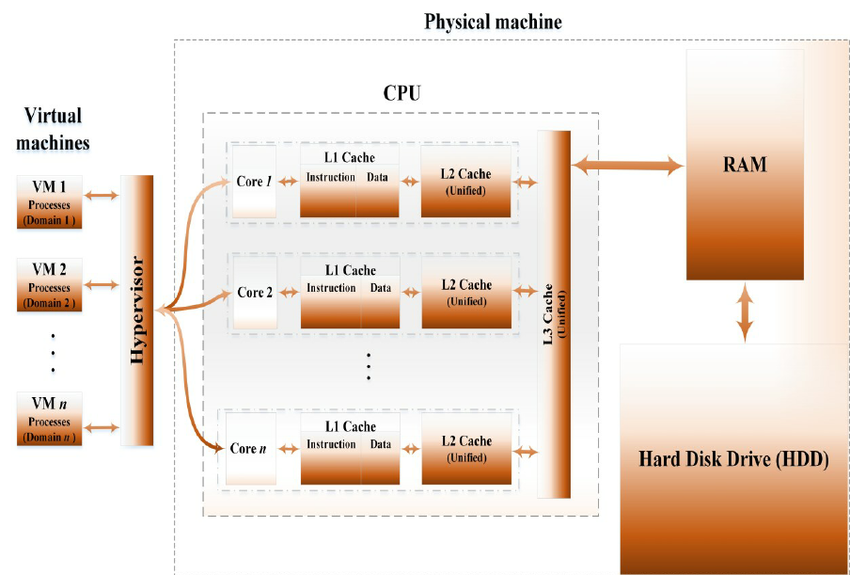 Physical machine
CPU
Virtual
machines
VM 1
Processes
(Domain 1 )
VM 2
Processes
(Domain 2 )
VM n
Processes
(Domain n )
Hypervisor
Core 1
L1 Cache
Instruction Data
L2 Cache
(Unified)
Core 2
L1 Cache
Instruction Data
L2 Cache
(Unified)
Core n
L1 Cache
Instruction Data
L2 Cache
(Unified)
L3 Cache
(Unified)
RAM
Hard Disk Drive (HDD)